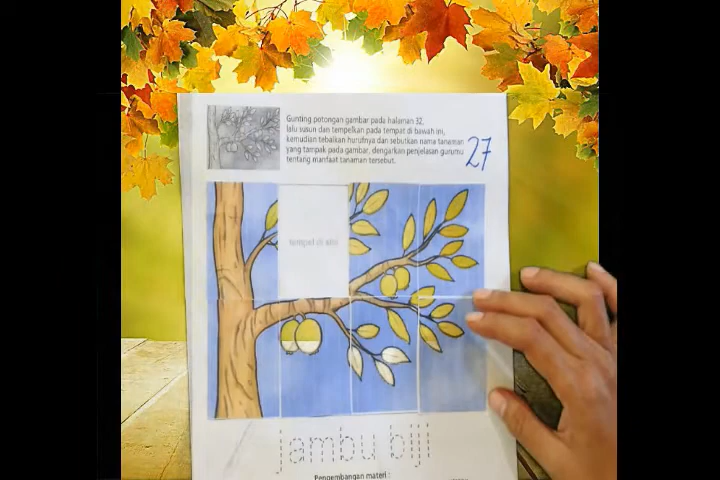 Gunting potongan gambar pada halaman 32,
lalu susun dan tempelkan pada tempat di bawah ini,
kemudian tebalkan hurufnya dan sebutkan nama tanaman
yang tampak pada gambar, dengarkan penjelasan gurumu
tentang manfaat tanaman tersebut.
27
tempel di sini
jambu biji
Pengembangan materi :